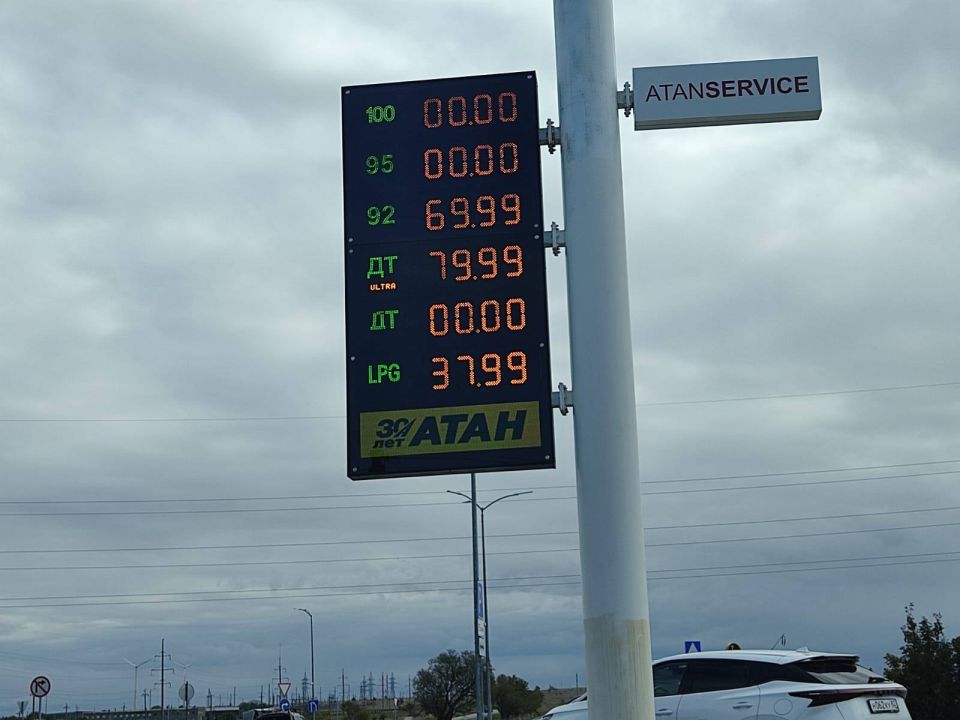 100 00.00
95 00.00
92 69.99
ДТ 79.99
ULTRA
ДТ 00.00
LPG 37.99
30 лет АТАН
ATANSERVICE